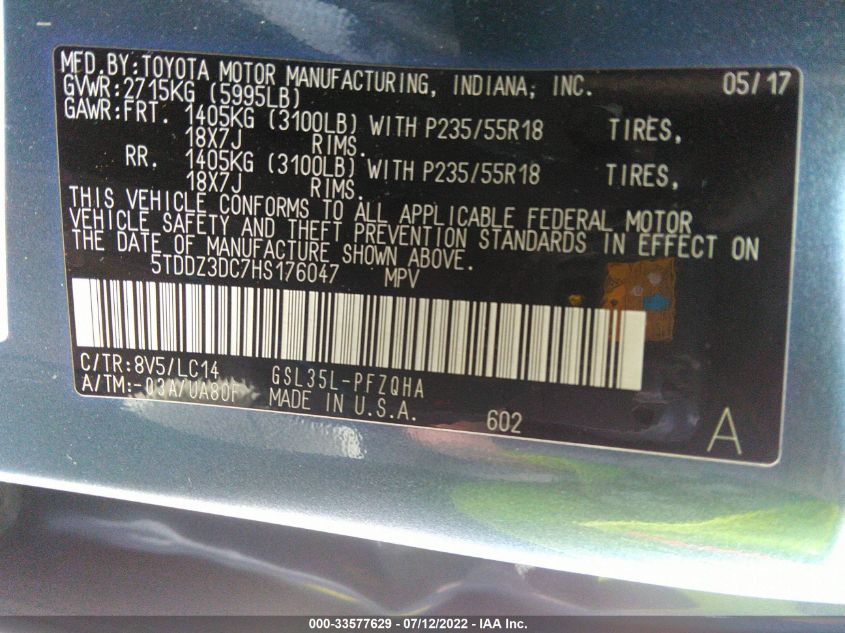 MFD.BY:TOYOTA MOTOR MANUFACTURING, INDIANA, INC. 05/17
GVWR:2715KG (5995LB)
GAWR:FRT. 1405KG (3100LB) WITH P235/55R18 TIRES,
18X7J RIMS.
RR. 1405KG (3100LB) WITH P235/55R18 TIRES,
18X7J RIMS.
THIS VEHICLE CONFORMS TO ALL APPLICABLE FEDERAL MOTOR
VEHICLE SAFETY AND THEFT PREVENTION STANDARDS IN EFFECT ON
THE DATE OF MANUFACTURE SHOWN ABOVE.
5TDDZ3DC7HS176047 MPV
C/TR:8V5/LC14 GSL35L-PFZQHA
A/TM:-03A/UA80F MADE IN U.S.A. 602 A
000-33577629 - 07/12/2022 - IAA Inc.